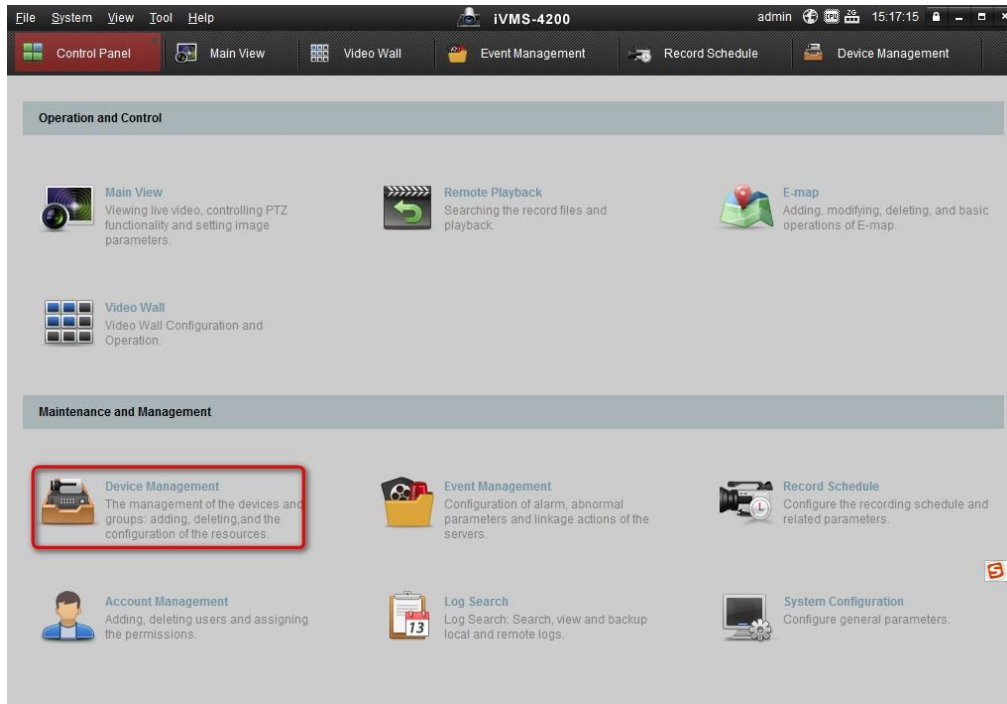 File System View Tool Help iVMS-4200 admin 15:17:15
Control Panel Main View Video Wall Event Management Record Schedule Device Management
Operation and Control
Main View
Viewing live video, controlling PTZ
functionality and setting image
parameters.
Remote Playback
Searching the record files and
playback.
E-map
Adding, modifying, deleting, and basic
operations of E-map.
Video Wall
Video Wall Configuration and
Operation.
Maintenance and Management
Device Management
The management of the devices and
groups: adding, deleting,and the
configuration of the resources.
Event Management
Configuration of alarm, abnormal
parameters and linkage actions of the
servers.
Record Schedule
Configure the recording schedule and
related parameters.
Account Management
Adding, deleting users and assigning
the permissions.
13
Log Search
Log Search: Search, view and backup
local and remote logs.
System Configuration
Configure general parameters.
S